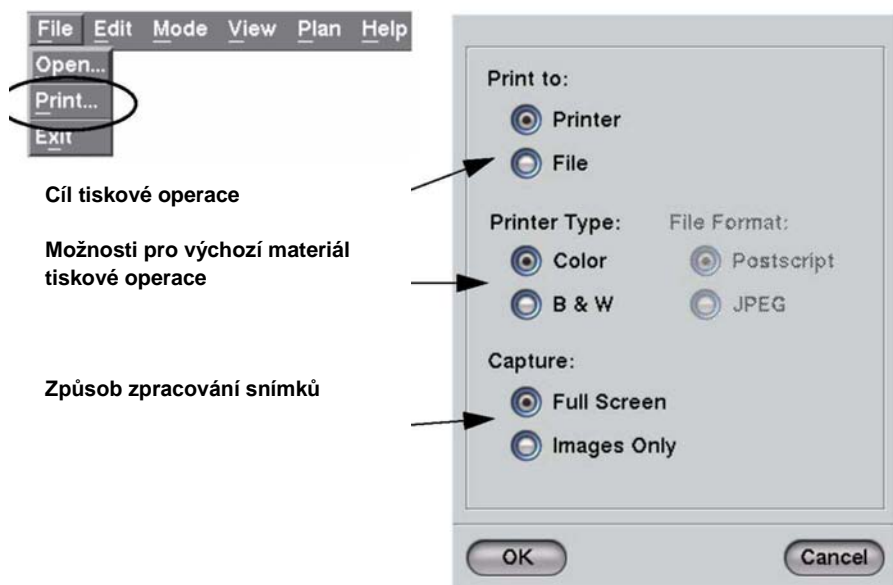 File Edit Mode View Plan Help
Open...
Print...
Exit
Cíl tiskové operace
Možnosti pro výchozí materiál
tiskové operace
Způsob zpracování snímků
Print to:
Printer
File
Printer Type: File Format:
Color Postscript
B & W JPEG
Capture:
Full Screen
Images Only
OK Cancel